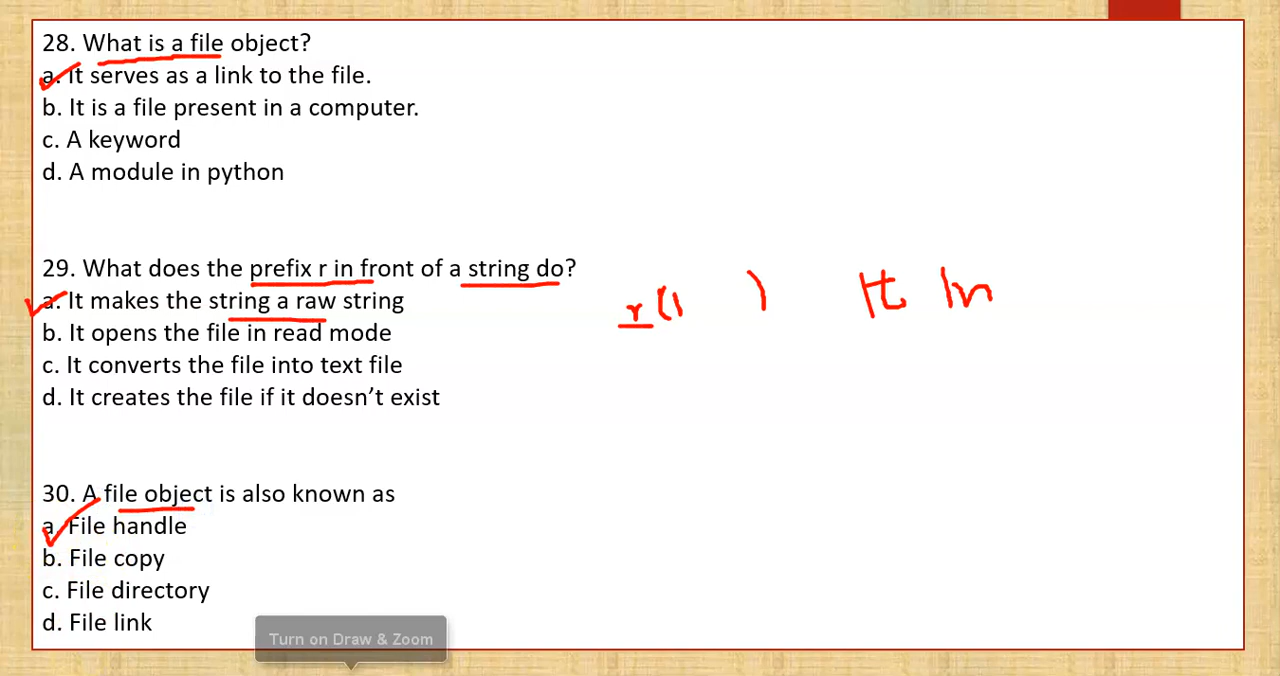 28. What is a file object?
a. It serves as a link to the file.
b. It is a file present in a computer.
c. A keyword
d. A module in python
29. What does the prefix r in front of a string do?
a. It makes the string a raw string
b. It opens the file in read mode
c. It converts the file into text file
d. It creates the file if it doesn’t exist
r( ) \t \n
30. A file object is also known as
a. File handle
b. File copy
c. File directory
d. File link
Turn on Draw & Zoom